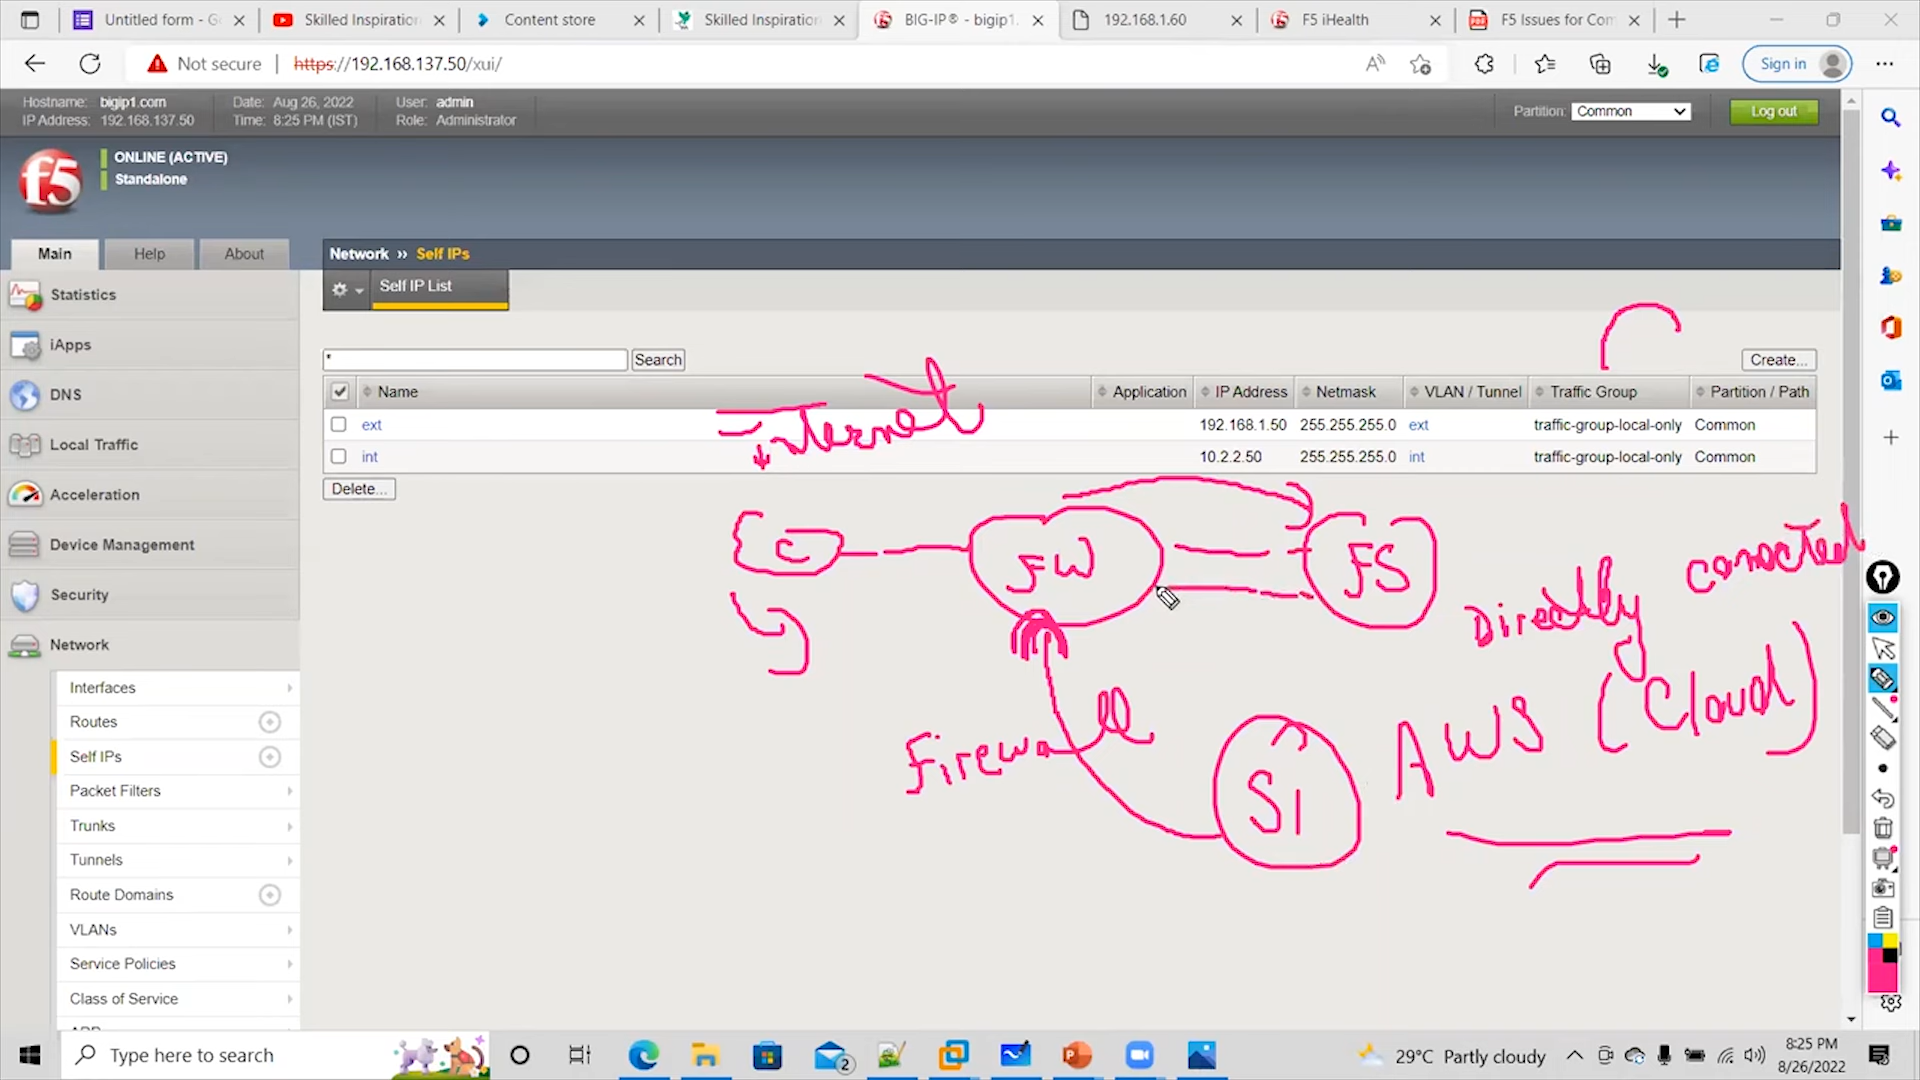 Untitled form - G
Skilled Inspiration
Content store
Skilled Inspiration
BIG-IP® - bigip1.
192.168.1.60
F5 iHealth
F5 Issues for Com
Not secure
https://192.168.137.50/xui/
Sign in
Hostname: bigip1.com
Date: Aug 26, 2022
User: admin
IP Address: 192.168.137.50
Time: 8:25 PM (IST)
Role: Administrator
Partition: Common
Log out
f5
ONLINE (ACTIVE)
Standalone
Main
Help
About
Network ›› Self IPs
Self IP List
Statistics
iApps
DNS
Local Traffic
Acceleration
Device Management
Security
Network
Interfaces
Routes
Self IPs
Packet Filters
Trunks
Tunnels
Route Domains
VLANs
Service Policies
Class of Service
ARP
*
Search
Create...
Name Application IP Address Netmask VLAN / Tunnel Traffic Group Partition / Path
ext 192.168.1.50 255.255.255.0 ext traffic-group-local-only Common
int 10.2.2.50 255.255.255.0 int traffic-group-local-only Common
Delete...
internet
C
FW
FS
Directly connected
Firewall
S1
AWS (Cloud)
Type here to search
2
29°C Partly cloudy
8:25 PM
8/26/2022